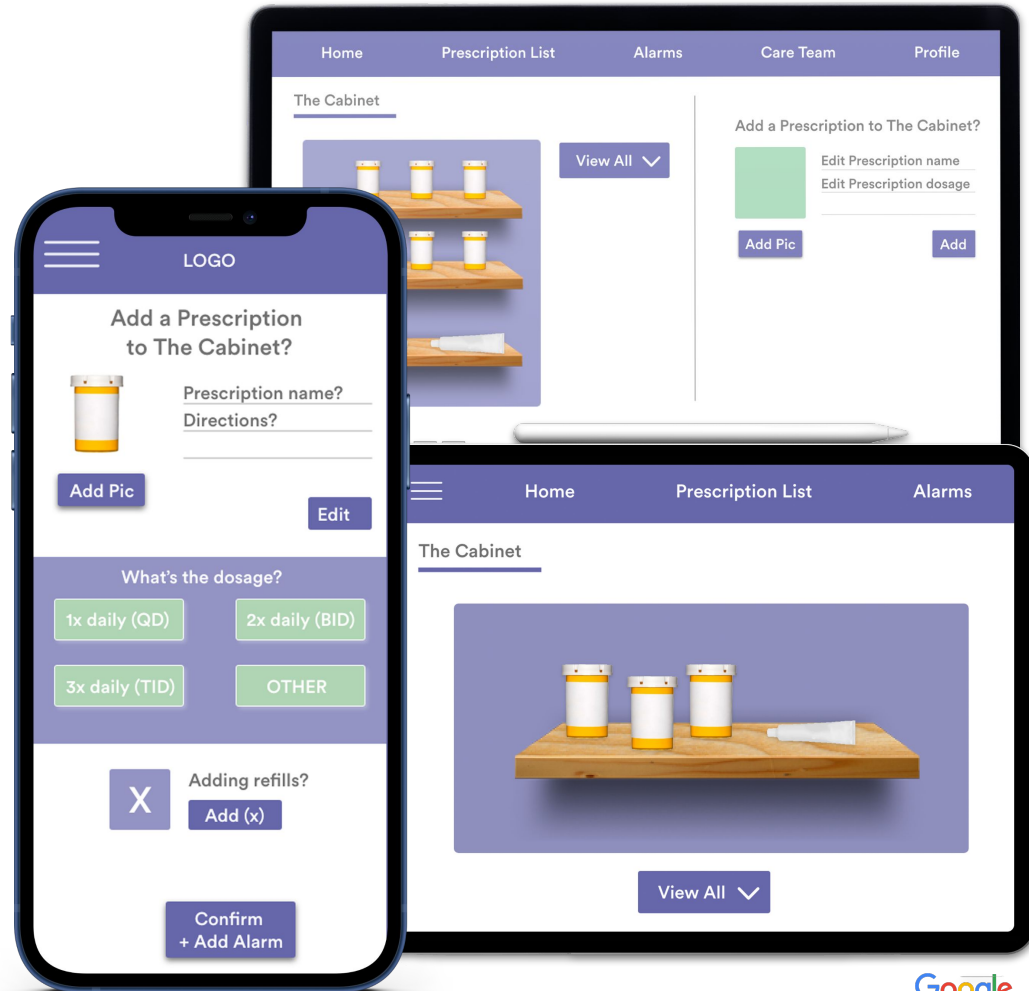 Home Prescription List Alarms Care Team Profile
The Cabinet
View All
Add a Prescription to The Cabinet?
Edit Prescription name
Edit Prescription dosage
Add Pic
Add
LOGO
Add a Prescription
to The Cabinet?
Prescription name?
Directions?
Add Pic
Edit
What's the dosage?
1x daily (QD)
2x daily (BID)
3x daily (TID)
OTHER
X
Adding refills?
Add (x)
Confirm
+ Add Alarm
Home Prescription List Alarms
The Cabinet
View All
Google